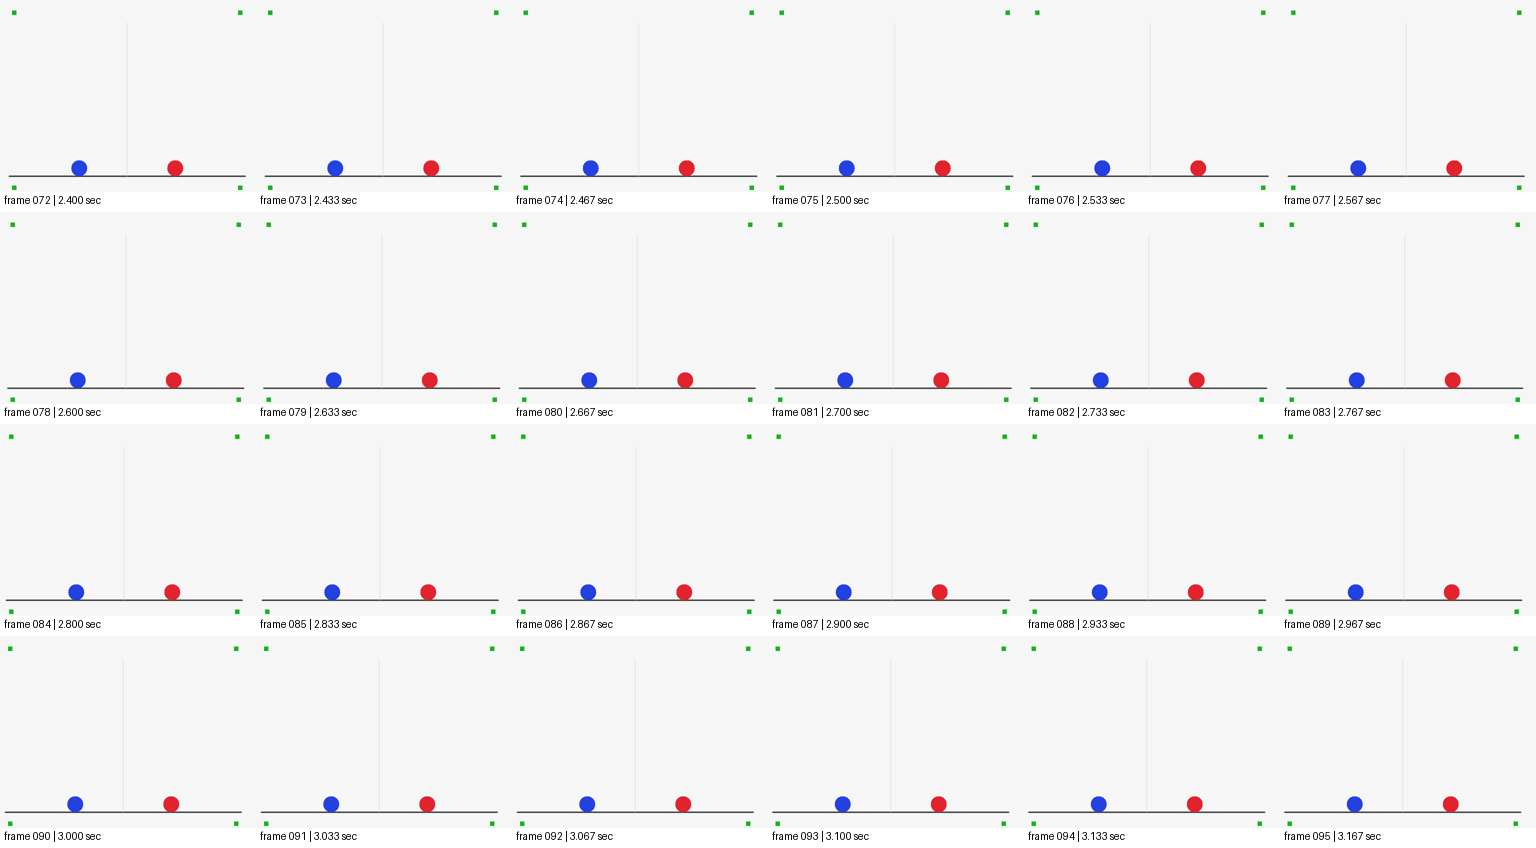 frame 072 | 2.400 sec
frame 073 | 2.433 sec
frame 074 | 2.467 sec
frame 075 | 2.500 sec
frame 076 | 2.533 sec
frame 077 | 2.567 sec
frame 078 | 2.600 sec
frame 079 | 2.633 sec
frame 080 | 2.667 sec
frame 081 | 2.700 sec
frame 082 | 2.733 sec
frame 083 | 2.767 sec
frame 084 | 2.800 sec
frame 085 | 2.833 sec
frame 086 | 2.867 sec
frame 087 | 2.900 sec
frame 088 | 2.933 sec
frame 089 | 2.967 sec
frame 090 | 3.000 sec
frame 091 | 3.033 sec
frame 092 | 3.067 sec
frame 093 | 3.100 sec
frame 094 | 3.133 sec
frame 095 | 3.167 sec